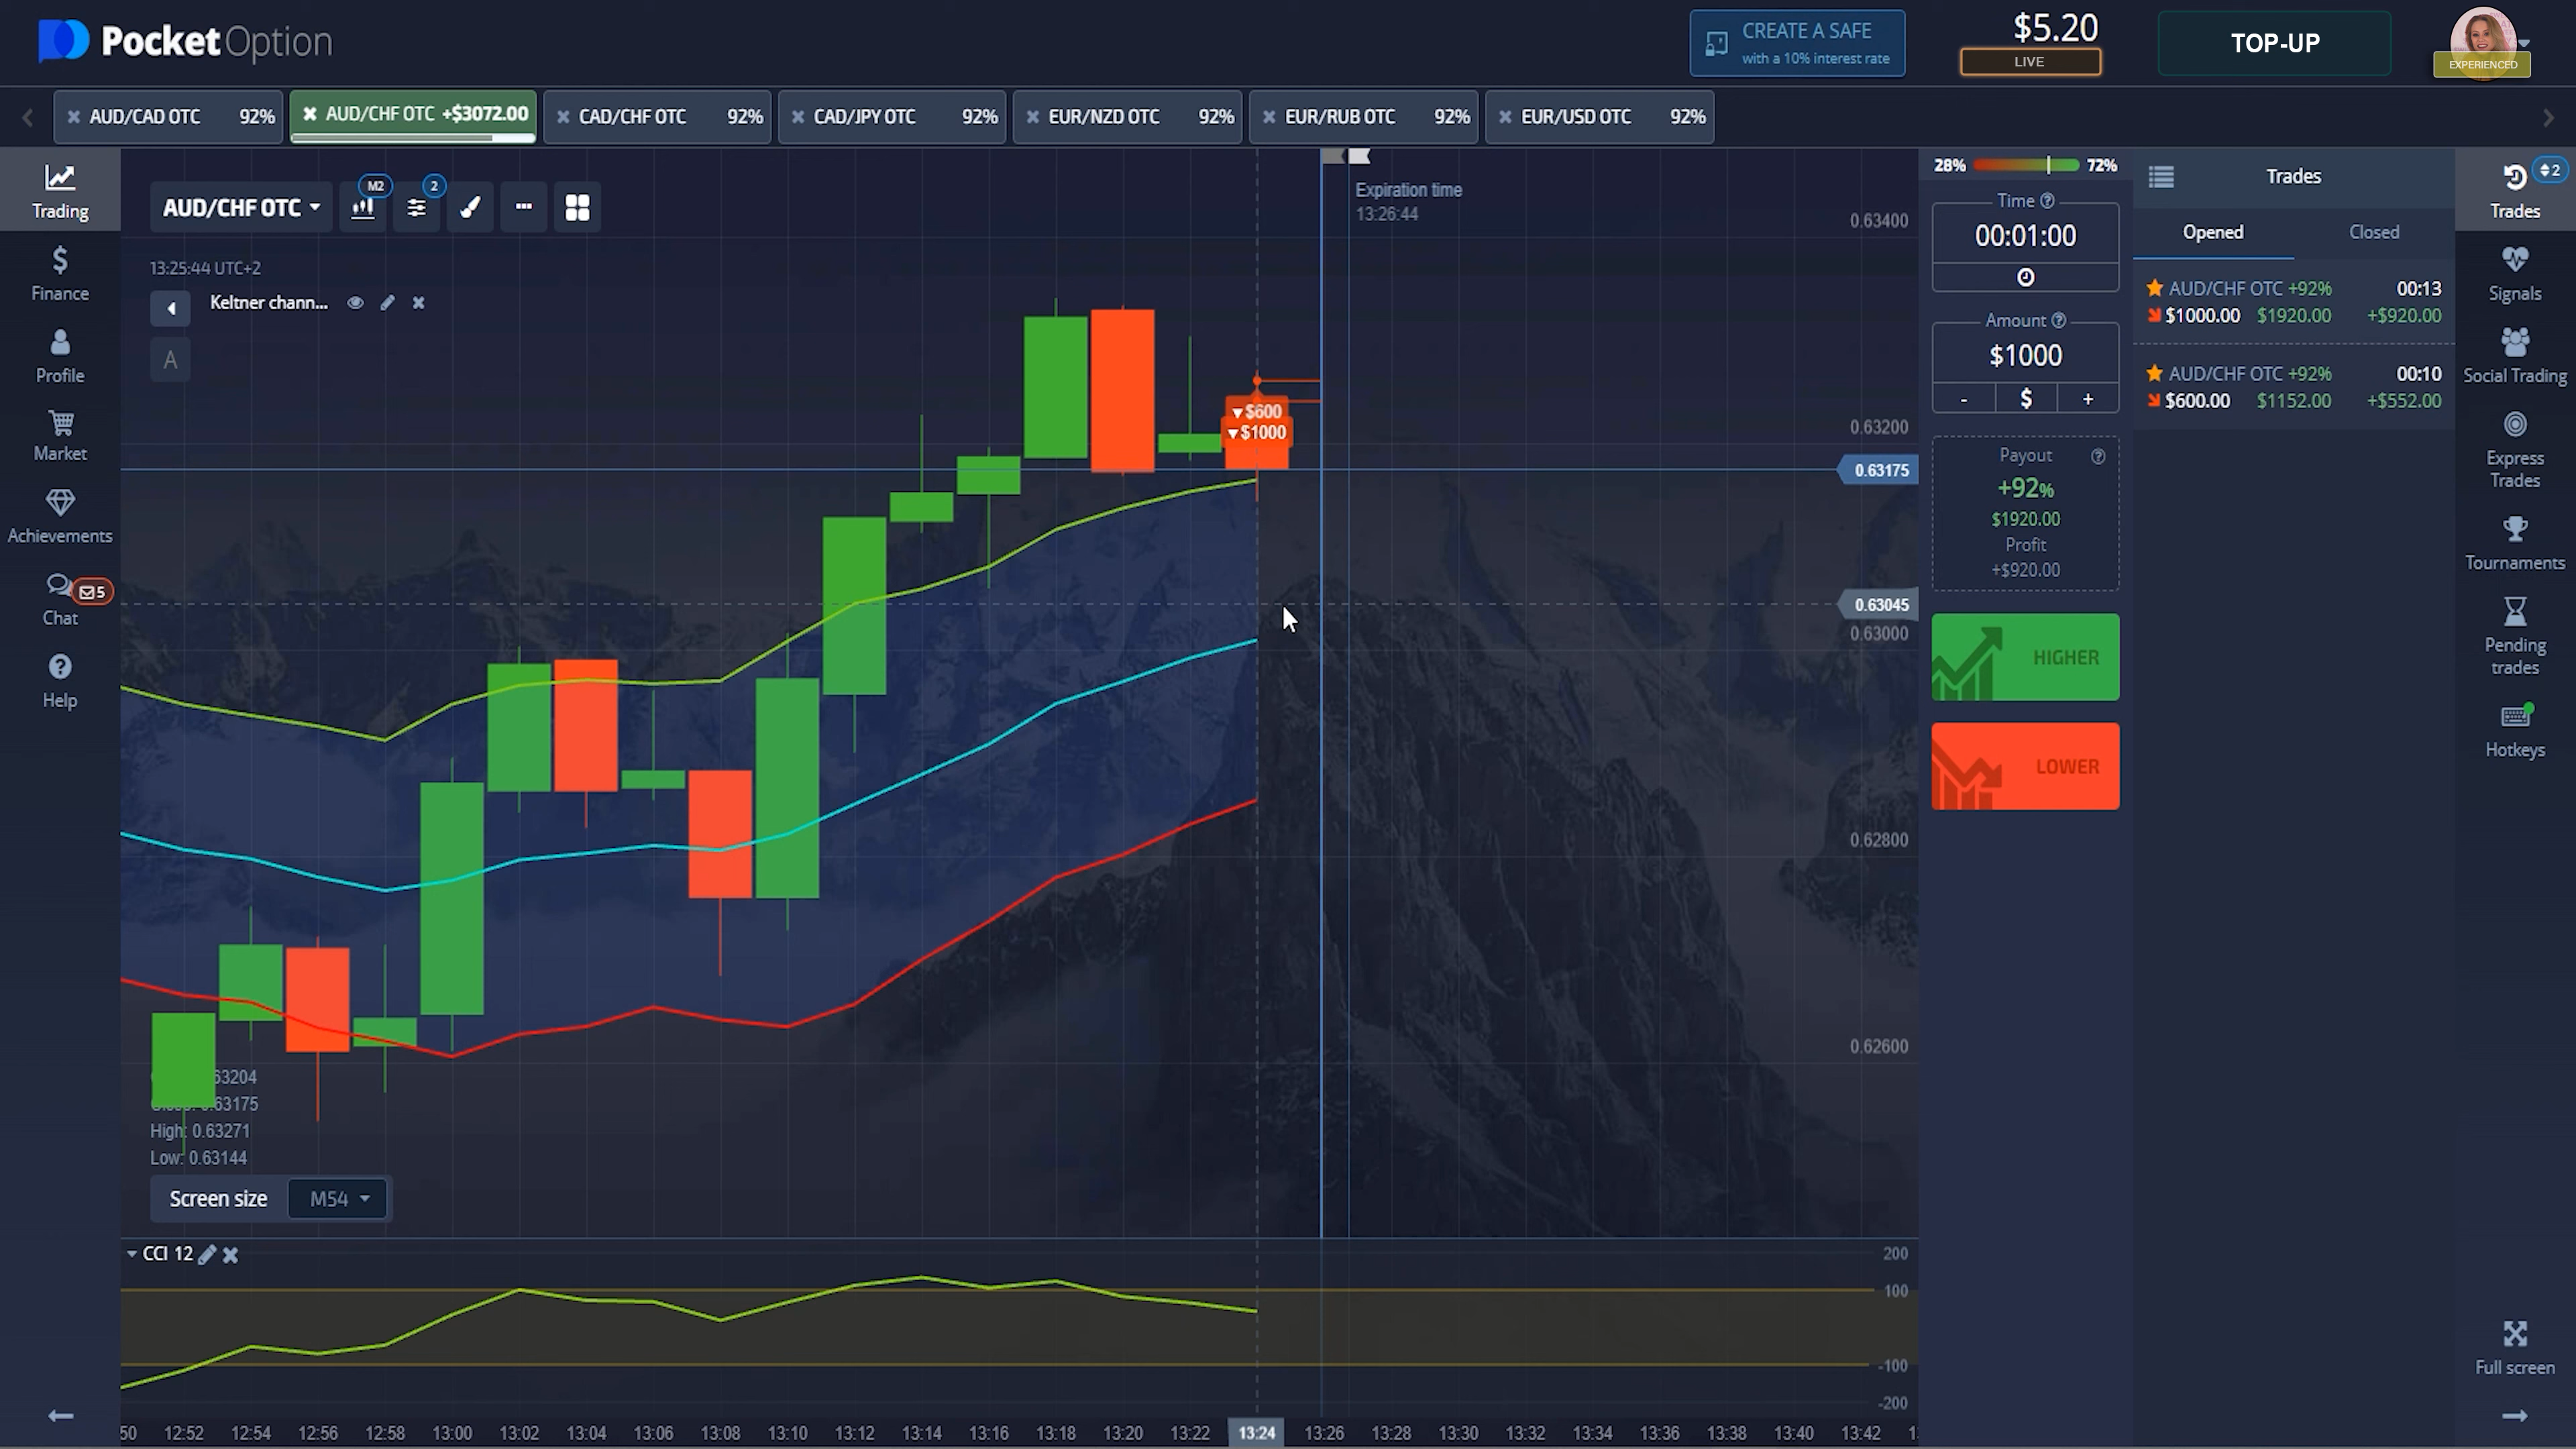 PocketOption
CREATE A SAFE
with a 10% interest rate
$5.20
LIVE
TOP-UP
EXPERIENCED
AUD/CAD OTC 92%
AUD/CHF OTC +$3072.00
CAD/CHF OTC 92%
CAD/JPY OTC 92%
EUR/NZD OTC 92%
EUR/RUB OTC 92%
EUR/USD OTC 92%
Trading
Finance
Profile
Market
Achievements
5
Chat
Help
AUD/CHF OTC
M2
2
13:25:44 UTC+2
Keltner chann...
A
Expiration time
13:26:44
0.63400
0.63200
0.63175
0.63045
0.63000
0.62800
0.62600
$600
$1000
63204
0.63175
High: 0.63271
Low: 0.63144
Screen size M54
CCI 12
200
100
-100
-200
50 12:52 12:54 12:56 12:58 13:00 13:02 13:04 13:06 13:08 13:10 13:12 13:14 13:16 13:18 13:20 13:22 13:24 13:26 13:28 13:30 13:32 13:34 13:36 13:38 13:40 13:42
28% 72%
Time
00:01:00
Amount
$1000
- $ +
Payout
+92%
$1920.00
Profit
+$920.00
HIGHER
LOWER
Trades
Opened Closed
AUD/CHF OTC +92% 00:13
$1000.00 $1920.00 +$920.00
AUD/CHF OTC +92% 00:10
$600.00 $1152.00 +$552.00
2
Trades
Signals
Social Trading
Express
Trades
Tournaments
Pending
trades
Hotkeys
Full screen